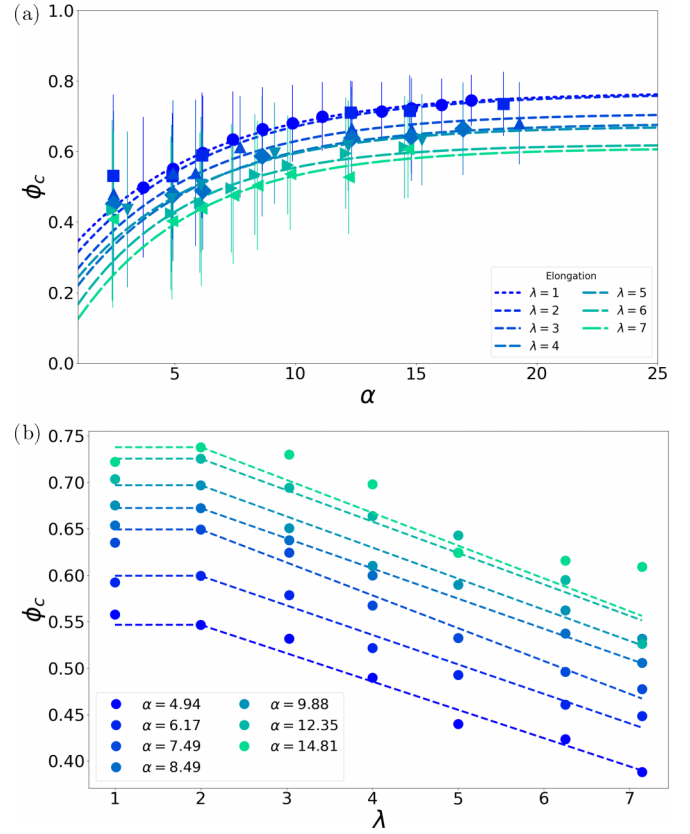 (a)
1.0
0.8
0.6
0.4
0.2
0.0
ϕc
5
10
15
20
25
α
Elongation
λ = 1
λ = 2
λ = 3
λ = 4
λ = 5
λ = 6
λ = 7
(b)
0.75
0.70
0.65
0.60
0.55
0.50
0.45
0.40
ϕc
α = 4.94
α = 6.17
α = 7.49
α = 8.49
α = 9.88
α = 12.35
α = 14.81
1
2
3
4
5
6
7
λ